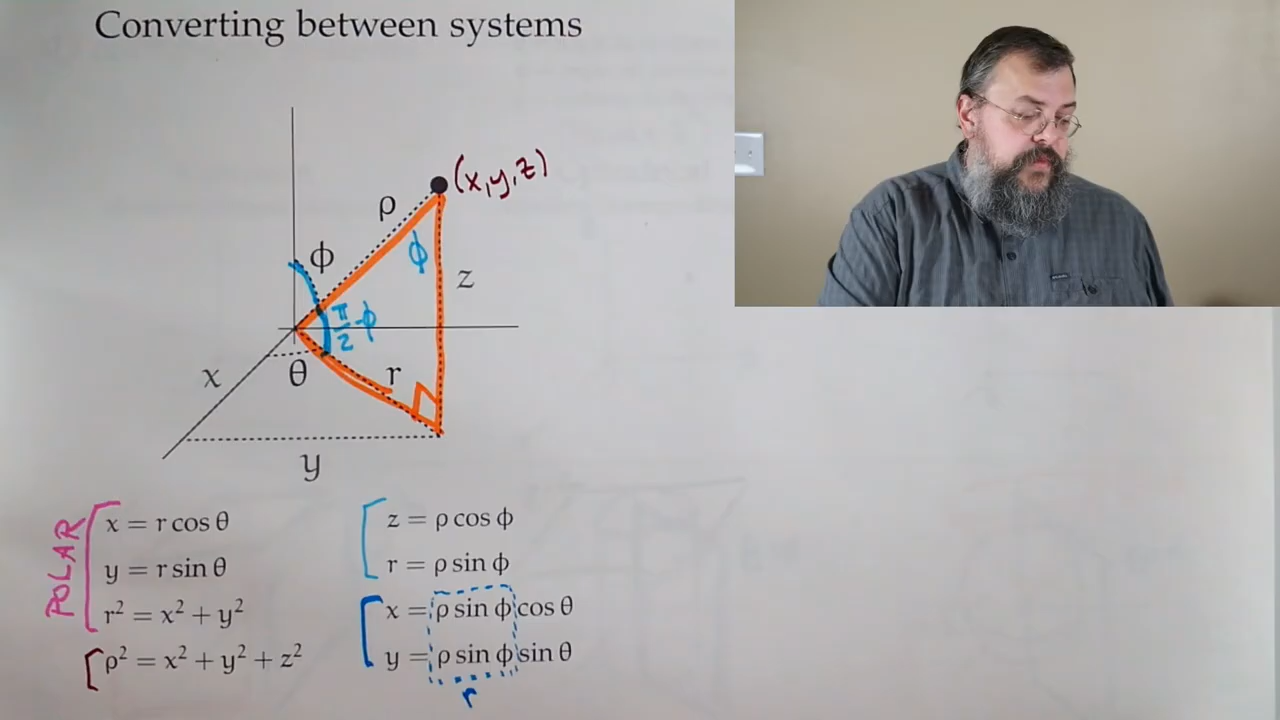 Converting between systems
(x,y,z)
ρ
ϕ
ϕ
z
π/2-ϕ
x
θ
r
y
POLAR
x = r cos θ
y = r sin θ
r² = x² + y²
ρ² = x² + y² + z²
z = ρ cos ϕ
r = ρ sin ϕ
x = ρ sin ϕ cos θ
y = ρ sin ϕ sin θ
r